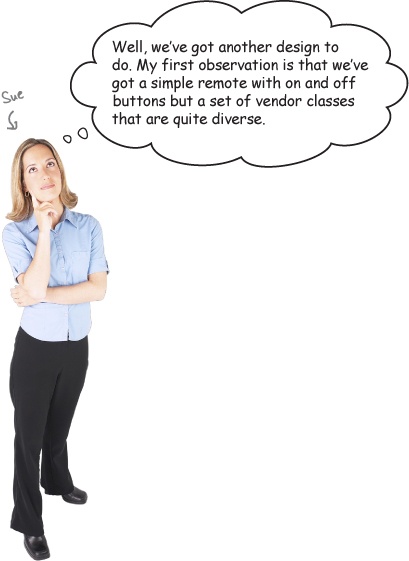 Well, we've got another design to
do. My first observation is that we've
got a simple remote with on and off
buttons but a set of vendor classes
that are quite diverse.
Sue